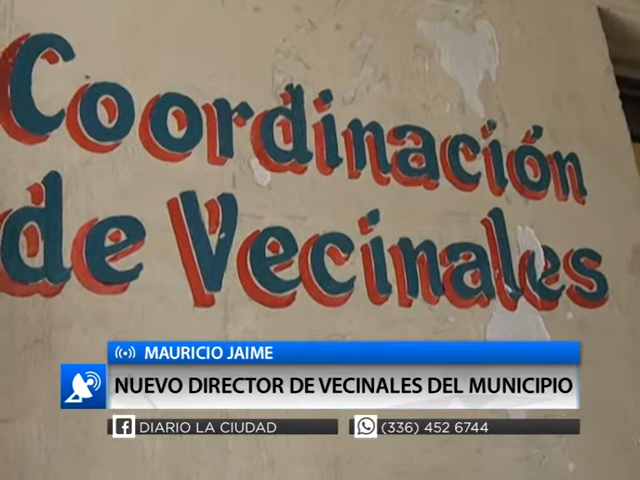 Coordinación
de Vecinales
MAURICIO JAIME
NUEVO DIRECTOR DE VECINALES DEL MUNICIPIO
DIARIO LA CIUDAD
(336) 452 6744